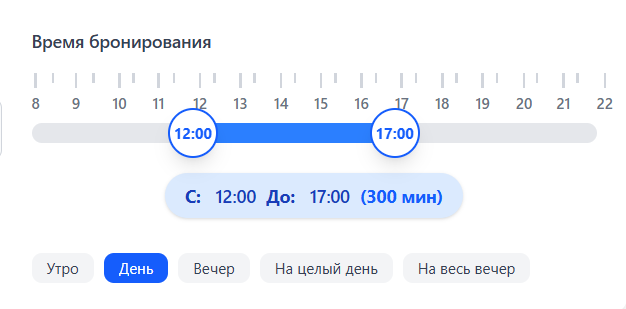 Время бронирования
8 9 10 11 12 13 14 15 16 17 18 19 20 21 22
12:00 17:00
С: 12:00 До: 17:00 (300 мин)
Утро День Вечер На целый день На весь вечер